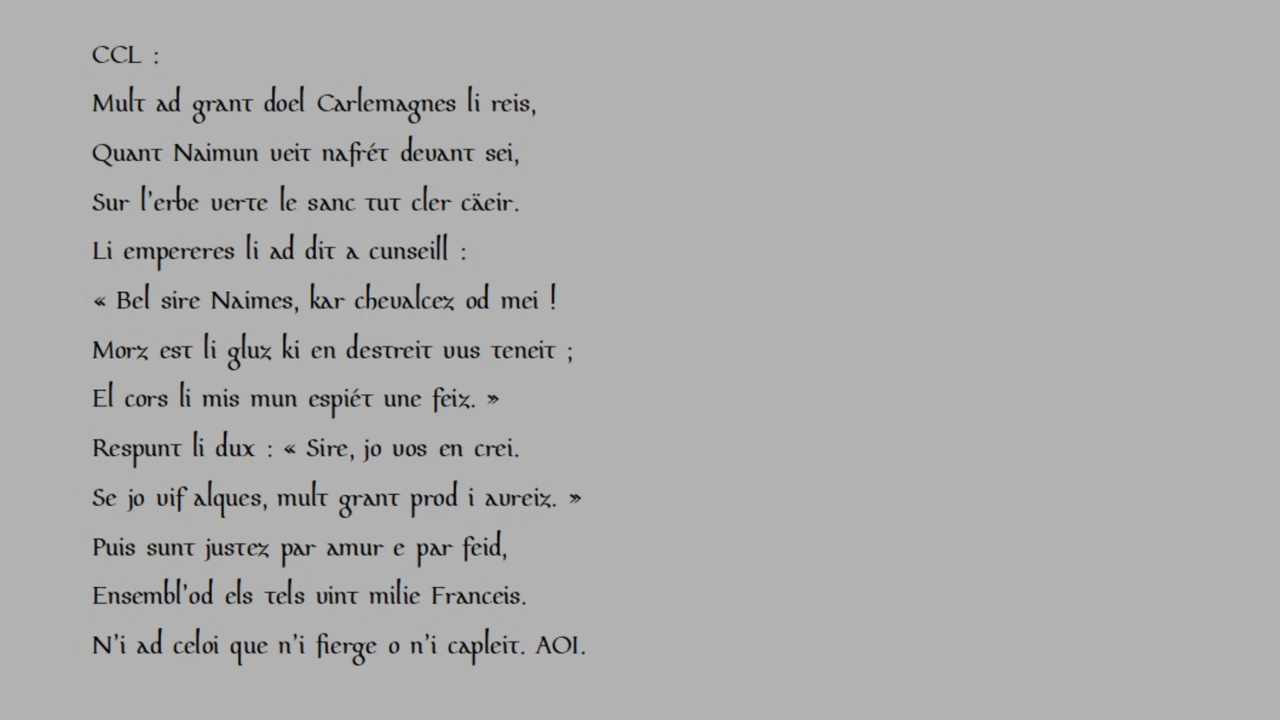 CCL :
Mult ad grant doel Carlemagnes li reis,
Quant Naimun veit nafrét devant sei,
Sur l'erbe verte le sanc tut cler cäeir.
Li empereres li ad dit a cunseill :
« Bel sire Naimes, kar chevalcez od mei !
Morz est li gluz ki en destreit vus teneit ;
El cors li mis mun espiét une feiz. »
Respunt li dux : « Sire, jo vos en crei.
Se jo vif alques, mult grant prod i avreiz. »
Puis sunt justez par amur e par feid,
Ensembl'od els tels vint milie Franceis.
N'i ad celoi que n'i fierge o n'i capleit. AOI.